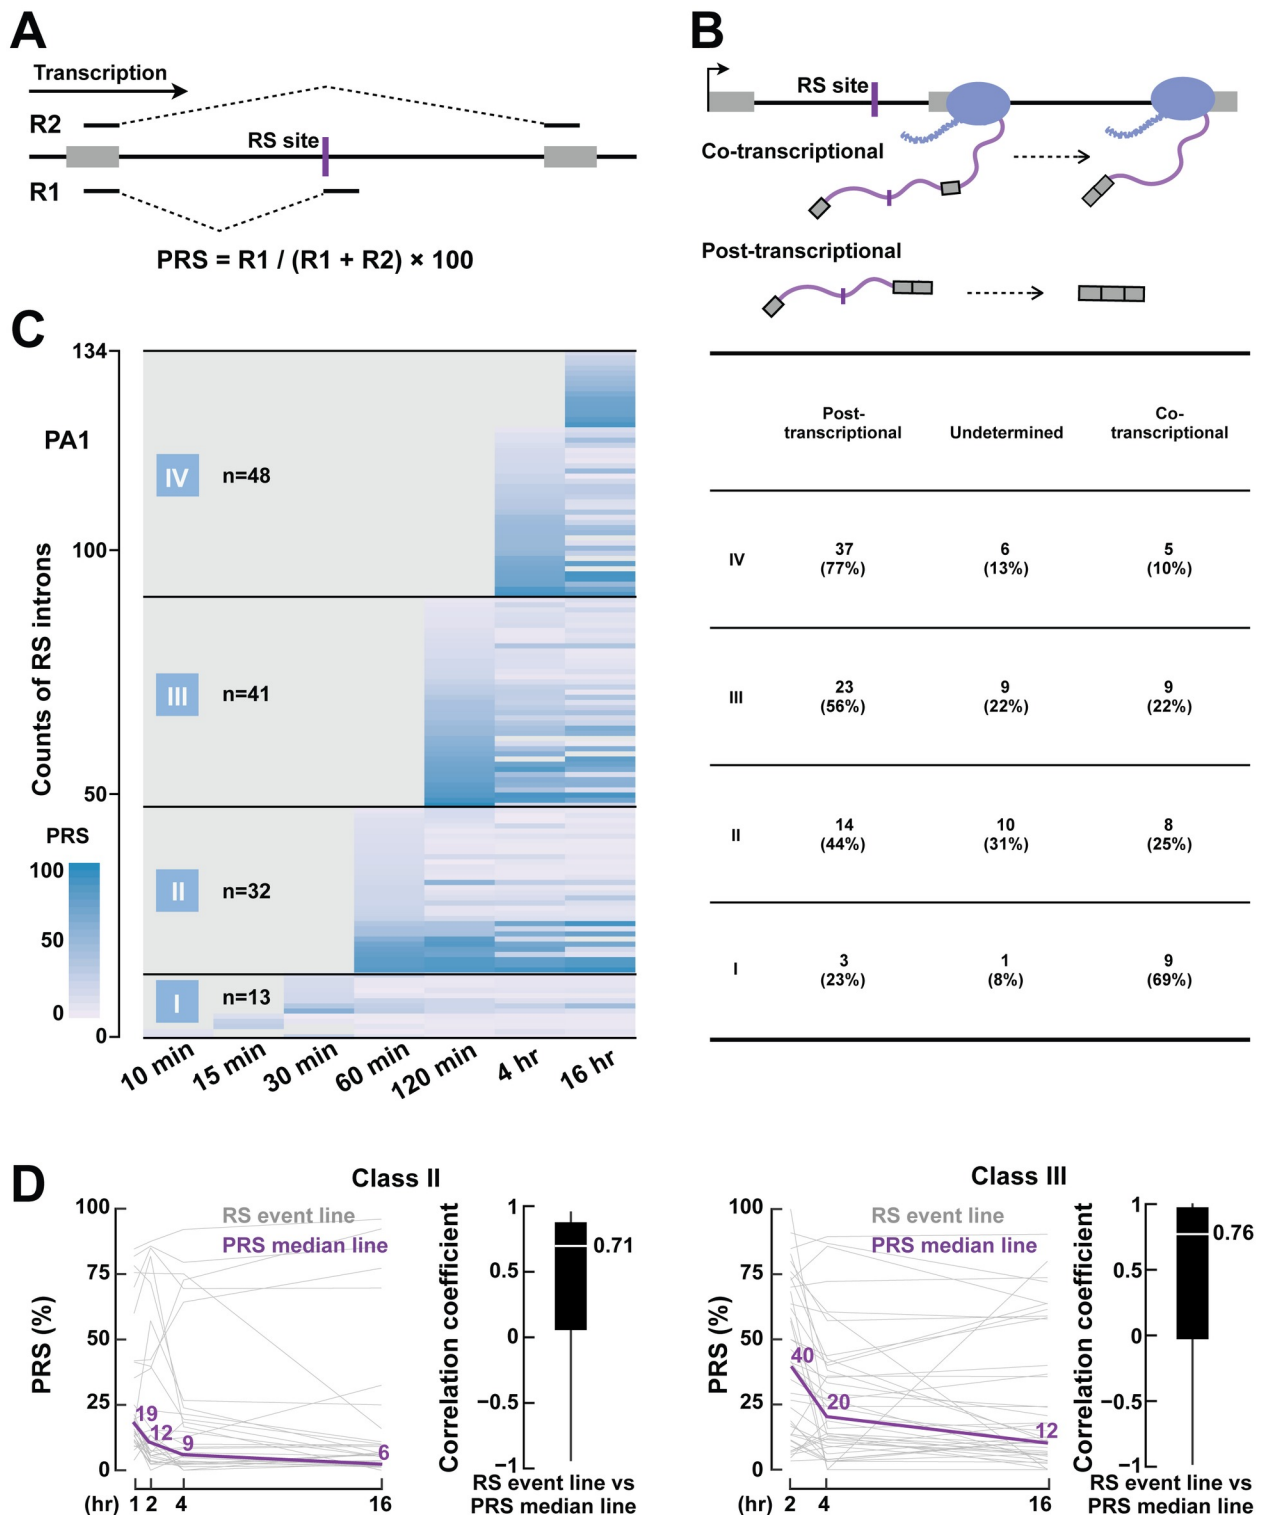 A
Transcription
R2
RS site
R1
PRS = R1 / (R1 + R2) × 100
B
RS site
Co-transcriptional
Post-transcriptional
C
134
PA1
IV
n=48
100
Counts of RS introns
III
n=41
50
PRS
100
50
0
II
n=32
I
n=13
0
10 min
15 min
30 min
60 min
120 min
4 hr
16 hr
Post-
transcriptional
Undetermined
Co-
transcriptional
IV
37
(77%)
6
(13%)
5
(10%)
III
23
(56%)
9
(22%)
9
(22%)
II
14
(44%)
10
(31%)
8
(25%)
I
3
(23%)
1
(8%)
9
(69%)
D
Class II
PRS (%)
100
75
50
25
0
RS event line
PRS median line
19
12
9
6
(hr)
1
2
4
16
Correlation coefficient
1
0.5
0
−0.5
−1
0.71
RS event line vs
PRS median line
Class III
PRS (%)
100
75
50
25
0
RS event line
PRS median line
40
20
12
(hr)
2
4
16
Correlation coefficient
1
0.5
0
−0.5
−1
0.76
RS event line vs
PRS median line